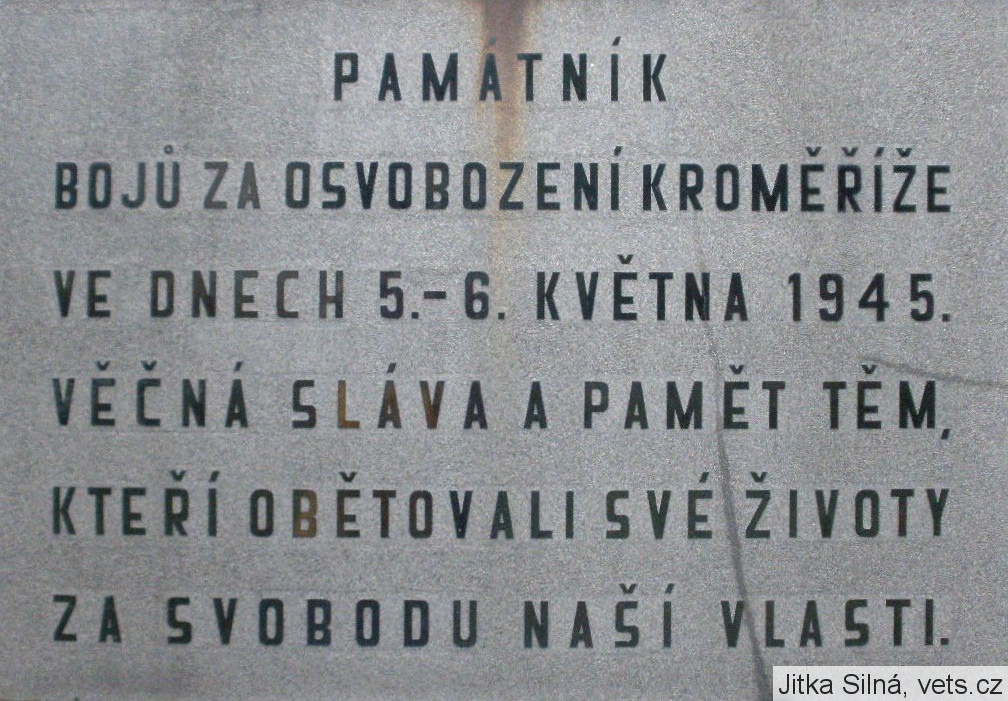 PAMÁTNÍK
BOJŮ ZA OSVOBOZENÍ KROMĚŘÍŽE
VE DNECH 5.-6. KVĚTNA 1945.
VĚČNÁ SLÁVA A PAMĚT TĚM,
KTEŘÍ OBĚTOVALI SVÉ ŽIVOTY
ZA SVOBODU NAŠÍ VLASTI.
Jitka Silná, vets.cz